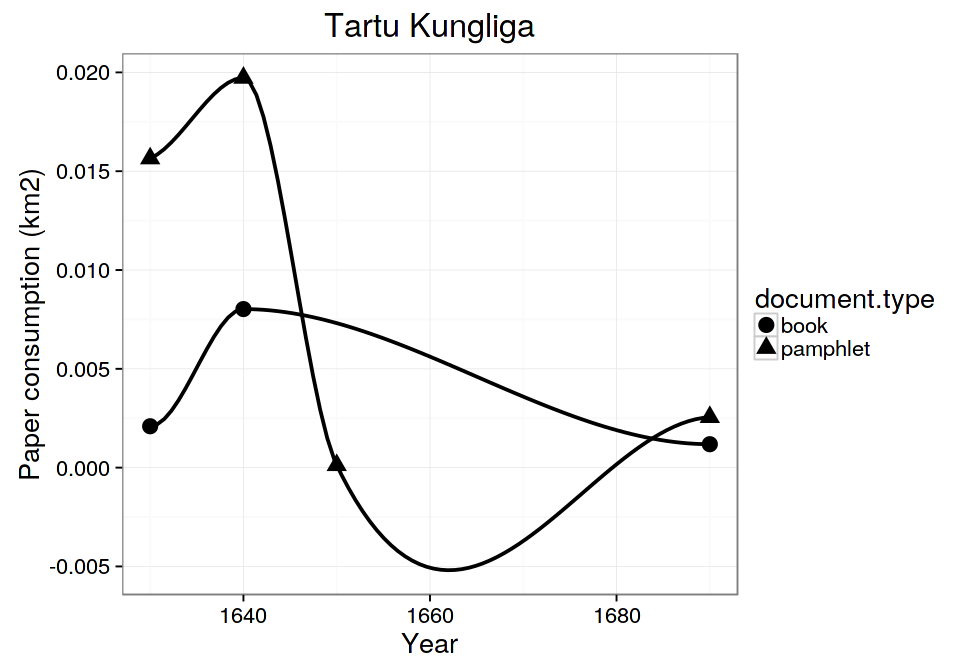 Tartu Kungliga
0.020
0.015
0.010
0.005
0.000
-0.005
Paper consumption (km2)
1640
1660
1680
Year
document.type
book
pamphlet